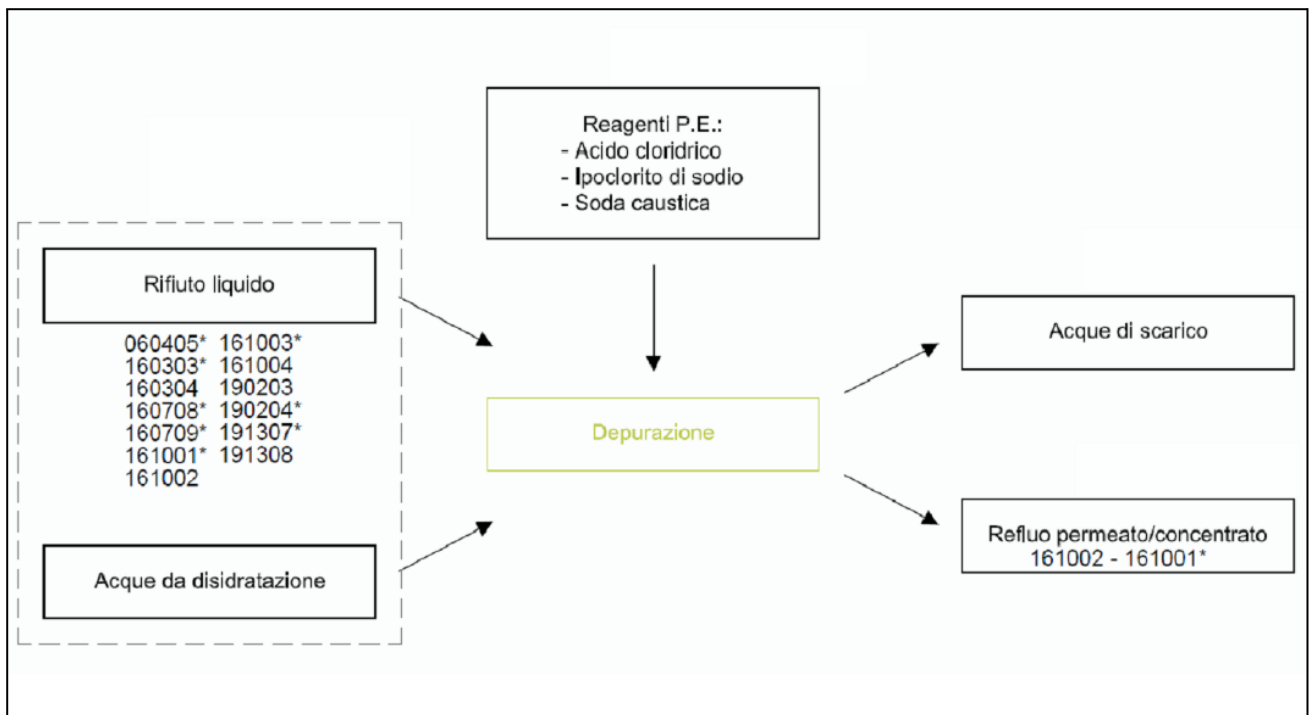 Reagenti P.E.:
- Acido cloridrico
- Ipoclorito di sodio
- Soda caustica
Rifiuto liquido
060405* 161003*
160303* 161004
160304 190203
160708* 190204*
160709* 191307*
161001* 191308
161002
Acque da disidratazione
Depurazione
Acque di scarico
Refluo permeato/concentrato
161002 - 161001*